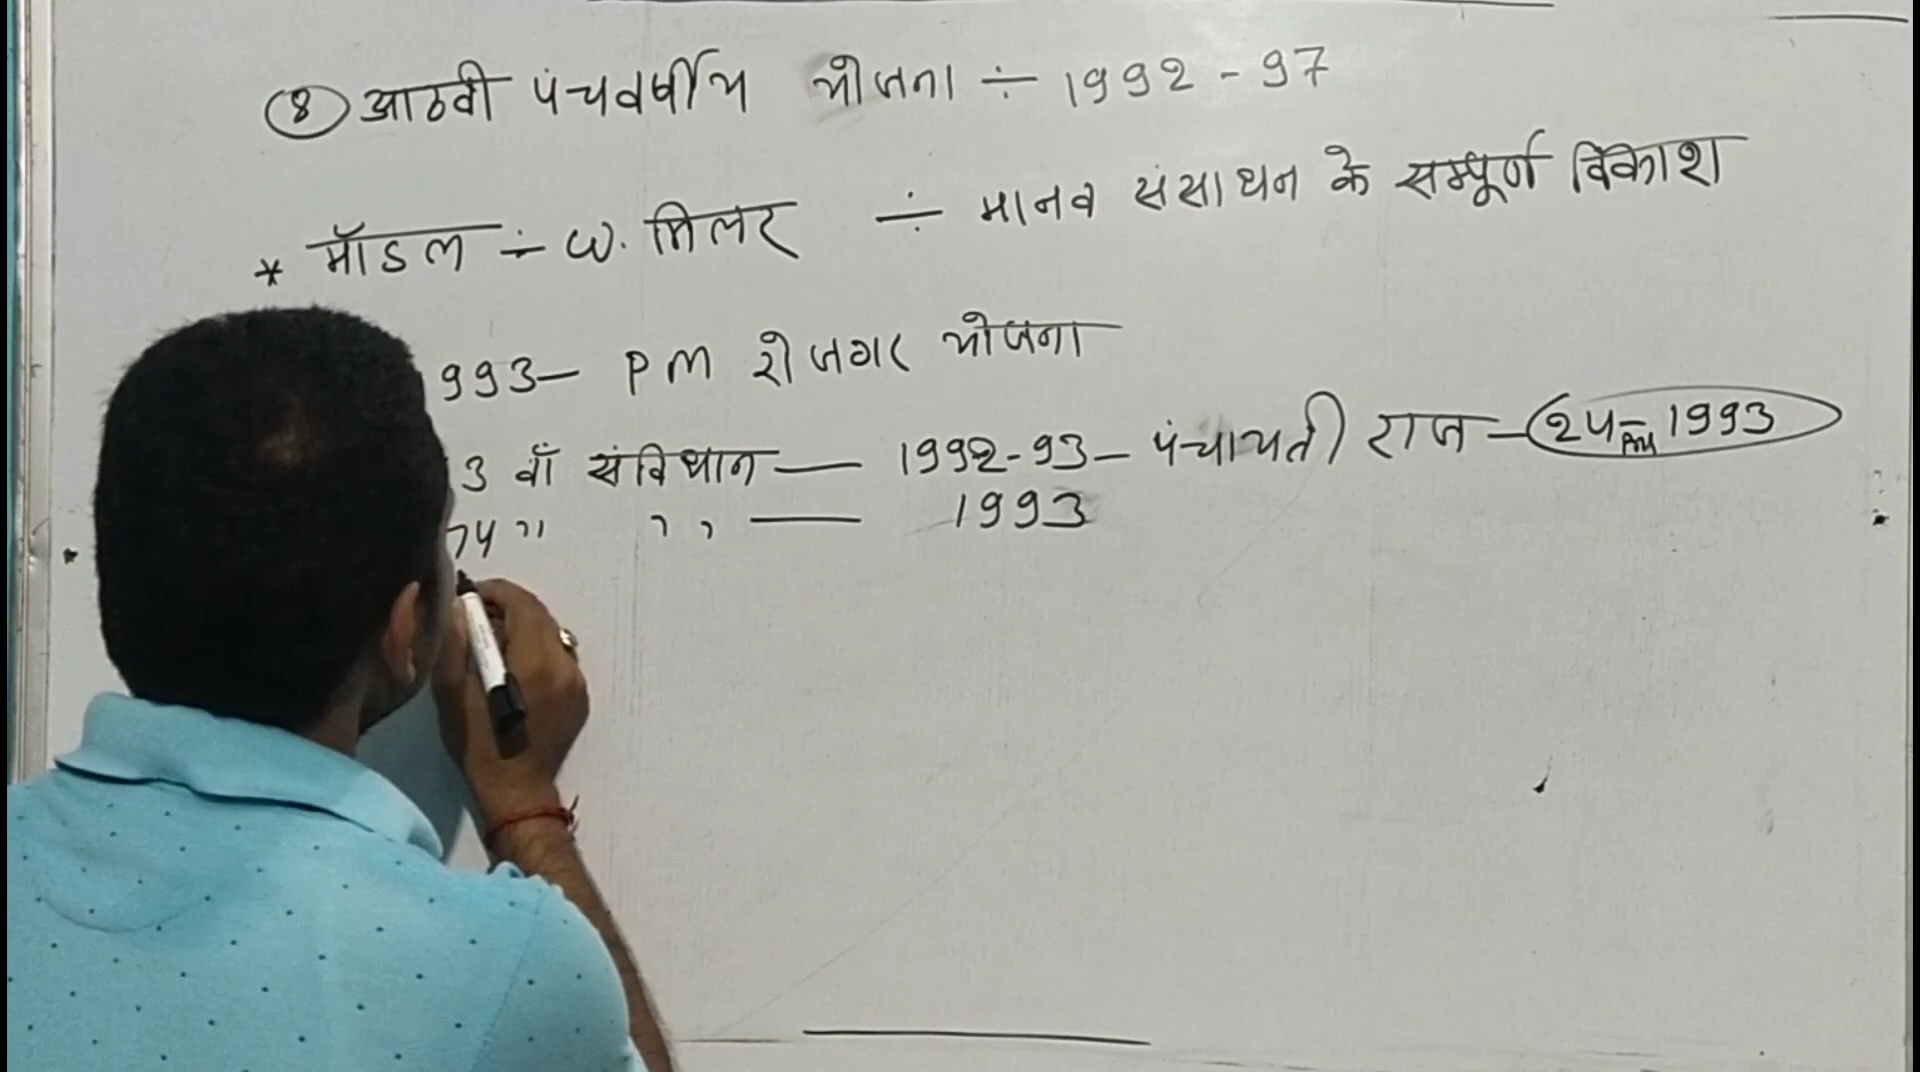 (8) आठवी पंचवर्षीय योजना ÷ 1992 - 97
* मॉडल ÷ W. मिलर ÷ मानव संसाधन के सम्पूर्ण विकाश
993 — PM रोजगार योजना
3 वॉं संविधान — 1992-93 — पंचायती राज — 24 1993
74 " " — 1993